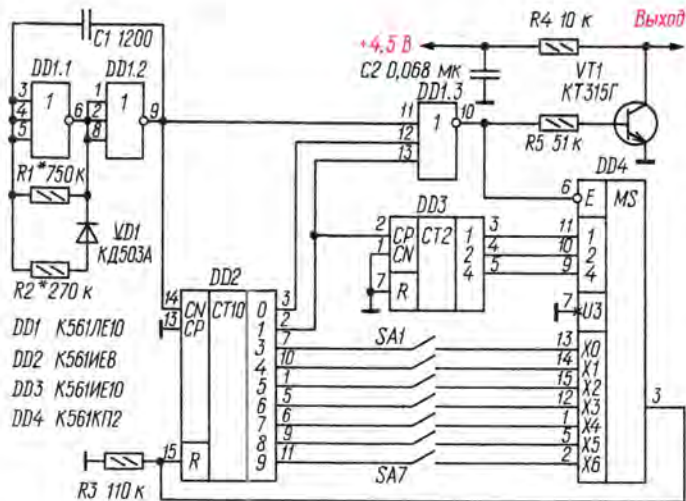 C1 1200
DD1.1
DD1.2
3
4
5
1
6
1
2
8
1
9
R1* 750 к
VD1
КД503А
R2* 270 к
+4,5 В
R4 10 к
Выход
C2 0,068 мк
VT1
КТ315Г
DD1.3
11
12
13
1
10
R5 51 к
DD4
6
E
MS
DD3
2
1
7
CP
CN
R
CT2
1
2
4
3
4
5
11
10
9
1
2
4
7
DD2
14
13
CN
CP
CT10
0
1
3
4
5
6
7
8
9
3
2
7
10
1
5
6
9
11
15
R
SA1
SA7
13
14
15
12
1
5
2
X0
X1
X2
X3
X4
X5
X6
3
DD1 К561ЛЕ10
DD2 К561ИЕ8
DD3 К561ИЕ10
DD4 К561КП2
R3 110 к